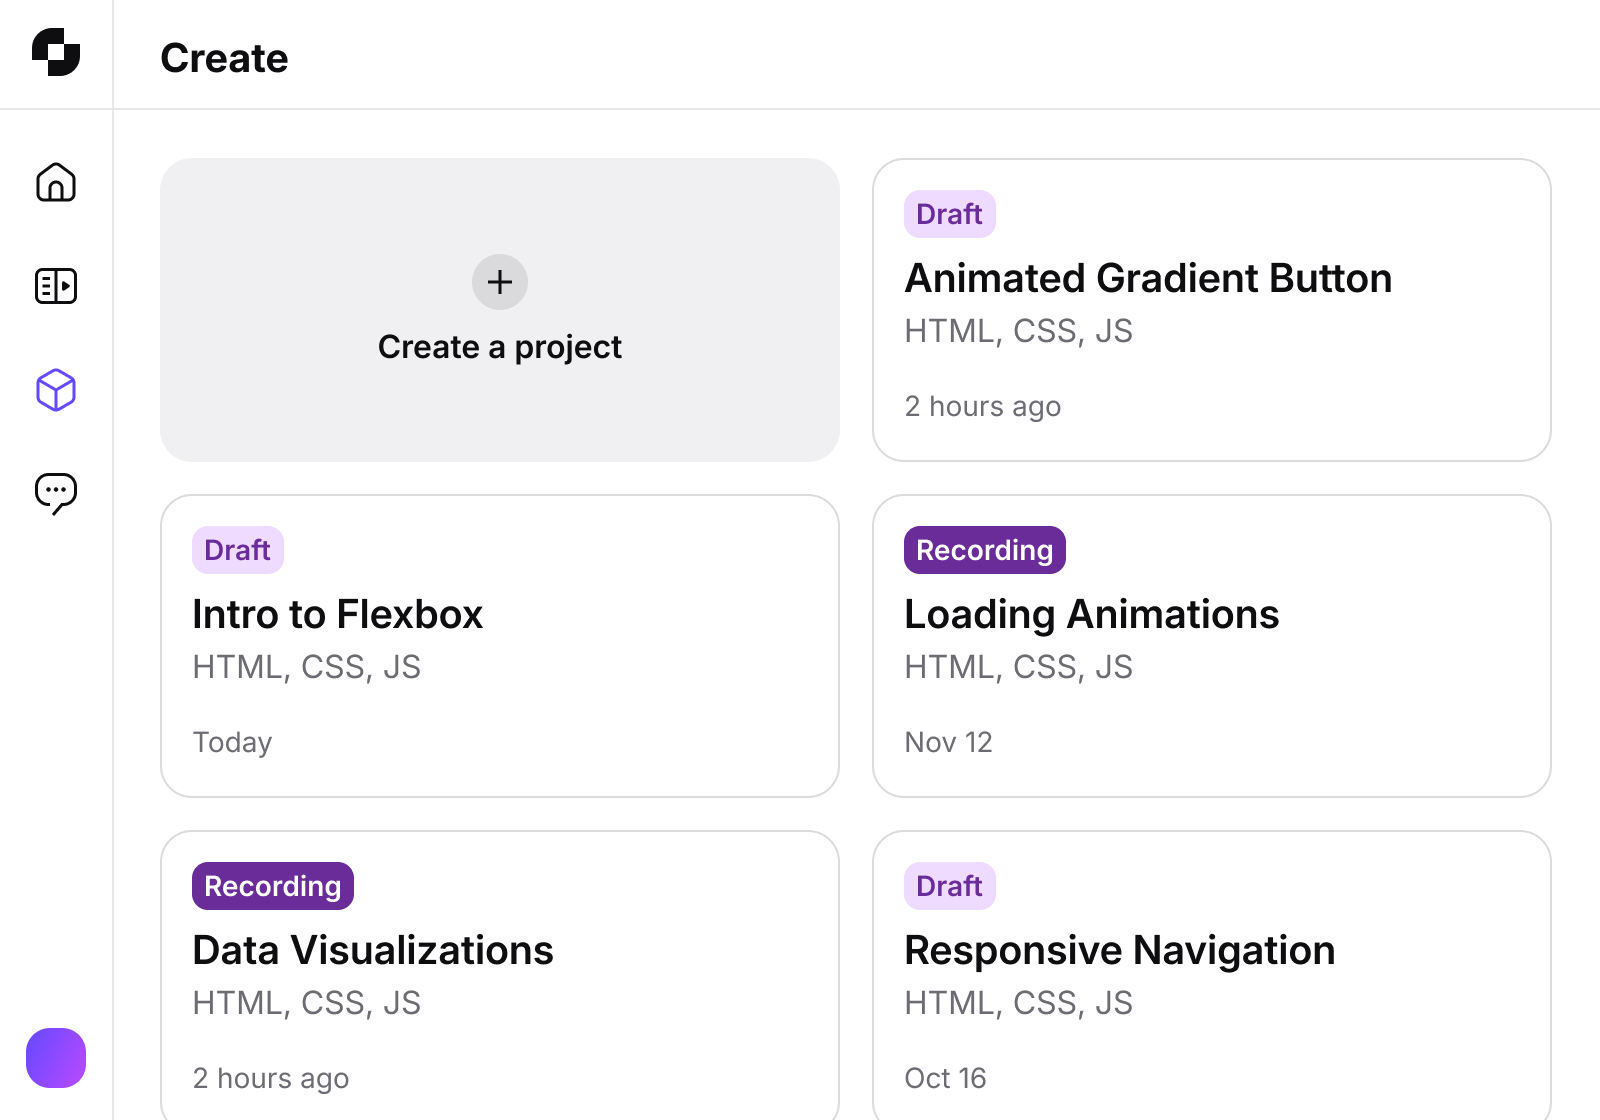 Create
Create a project
Draft
Animated Gradient Button
HTML, CSS, JS
2 hours ago
Draft
Intro to Flexbox
HTML, CSS, JS
Today
Recording
Loading Animations
HTML, CSS, JS
Nov 12
Recording
Data Visualizations
HTML, CSS, JS
2 hours ago
Draft
Responsive Navigation
HTML, CSS, JS
Oct 16